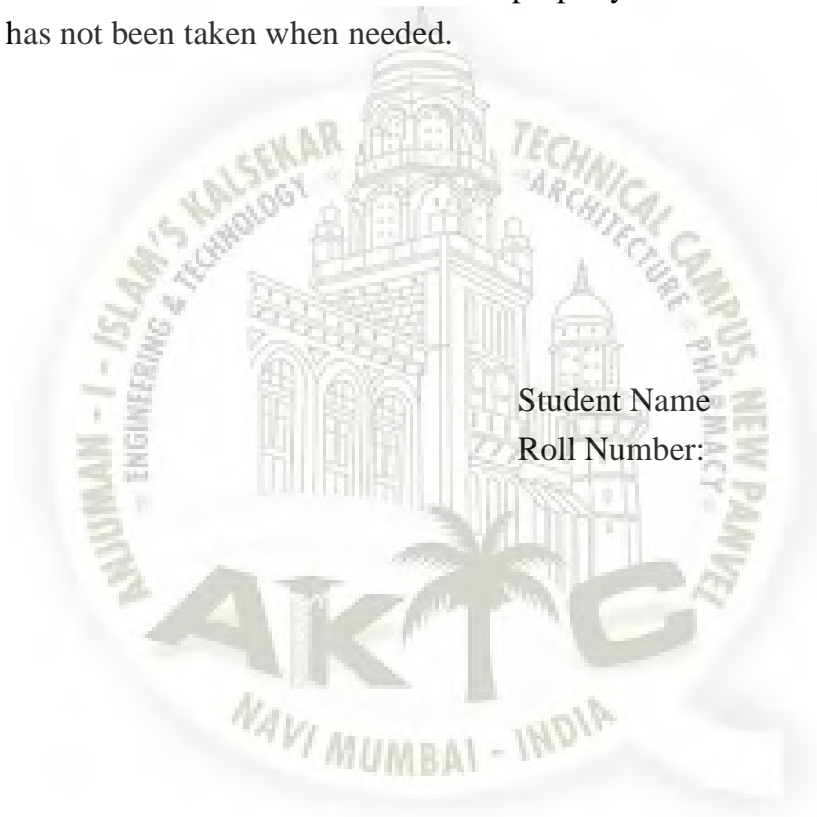 has not been taken when needed.
ANJUMAN - I - ISLAM'S KALSEKAR TECHNICAL CAMPUS, NEW PANVEL
ENGINEERING & TECHNOLOGY * ARCHITECTURE * PHARMACY *
Student Name
Roll Number:
AKTC
NAVI MUMBAI - INDIA